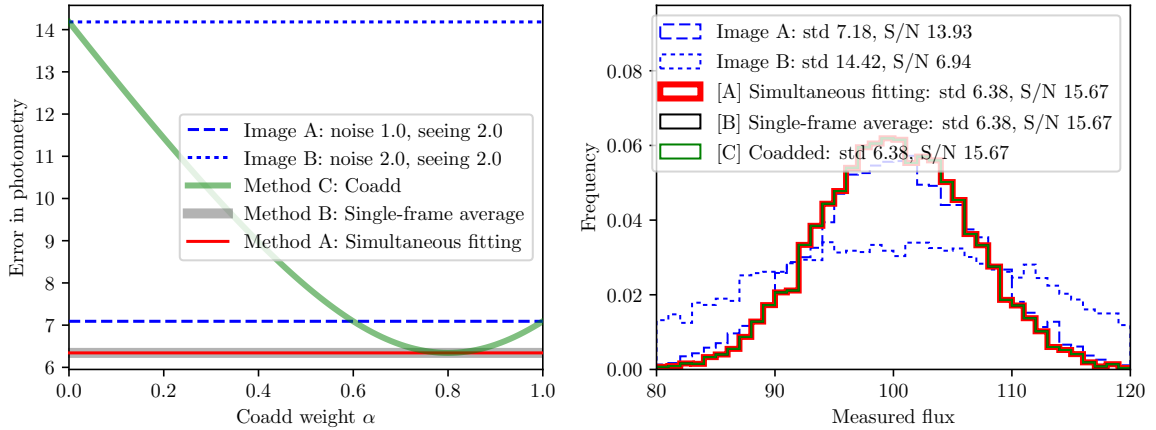 14
13
12
11
10
9
8
7
6
Error in photometry
Image A: noise 1.0, seeing 2.0
Image B: noise 2.0, seeing 2.0
Method C: Coadd
Method B: Single-frame average
Method A: Simultaneous fitting
0.0 0.2 0.4 0.6 0.8 1.0
Coadd weight α
0.08
0.06
0.04
0.02
0.00
Frequency
Image A: std 7.18, S/N 13.93
Image B: std 14.42, S/N 6.94
[A] Simultaneous fitting: std 6.38, S/N 15.67
[B] Single-frame average: std 6.38, S/N 15.67
[C] Coadded: std 6.38, S/N 15.67
80 90 100 110 120
Measured flux